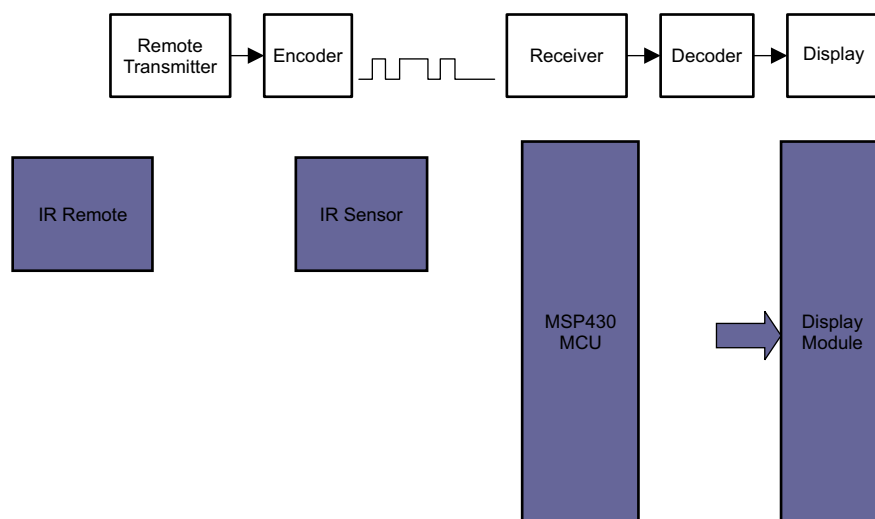 Remote
Transmitter
Encoder
Receiver
Decoder
Display
IR Remote
IR Sensor
MSP430
MCU
Display
Module